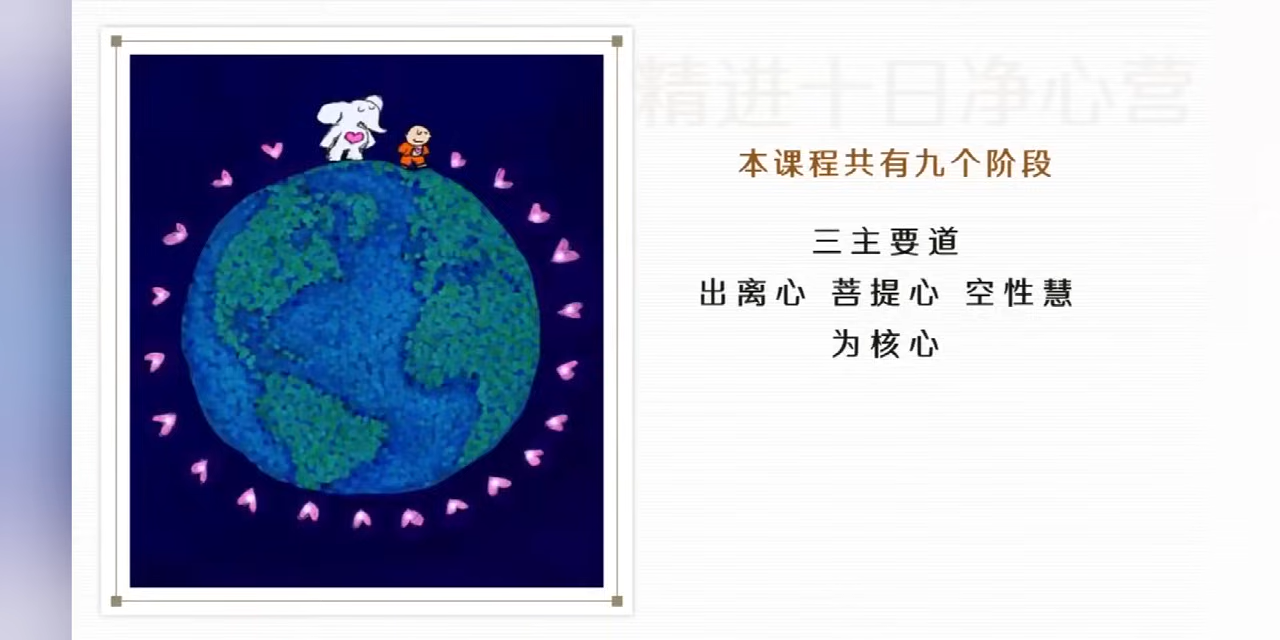 精进十日净心营
本课程共有九个阶段
三主要道
出离心 菩提心 空性慧
为核心